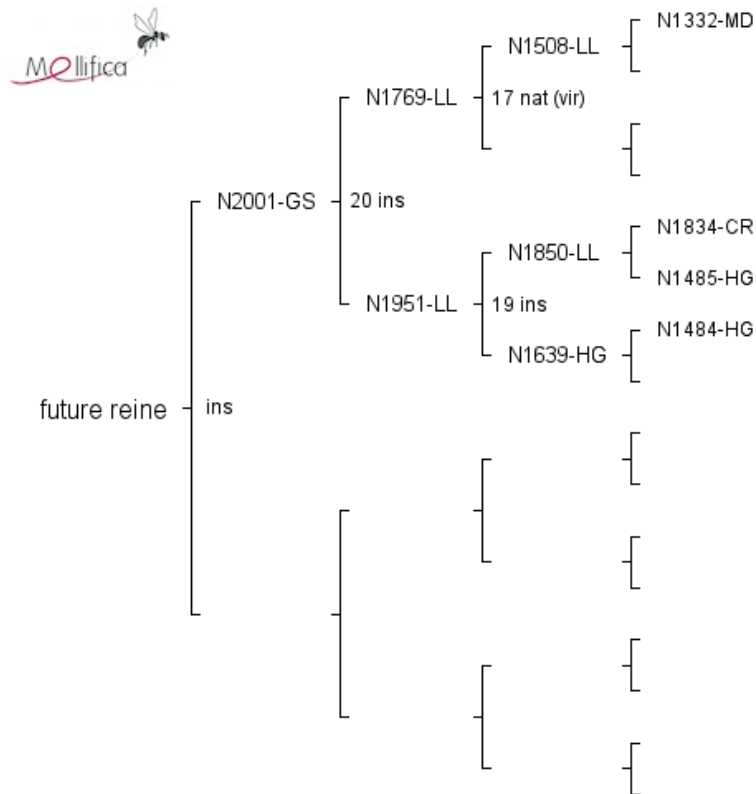 Mellifica
N1332-MD
N1508-LL
N1769-LL
17 nat (vir)
N2001-GS
20 ins
N1834-CR
N1850-LL
N1485-HG
N1951-LL
19 ins
N1484-HG
N1639-HG
future reine
ins